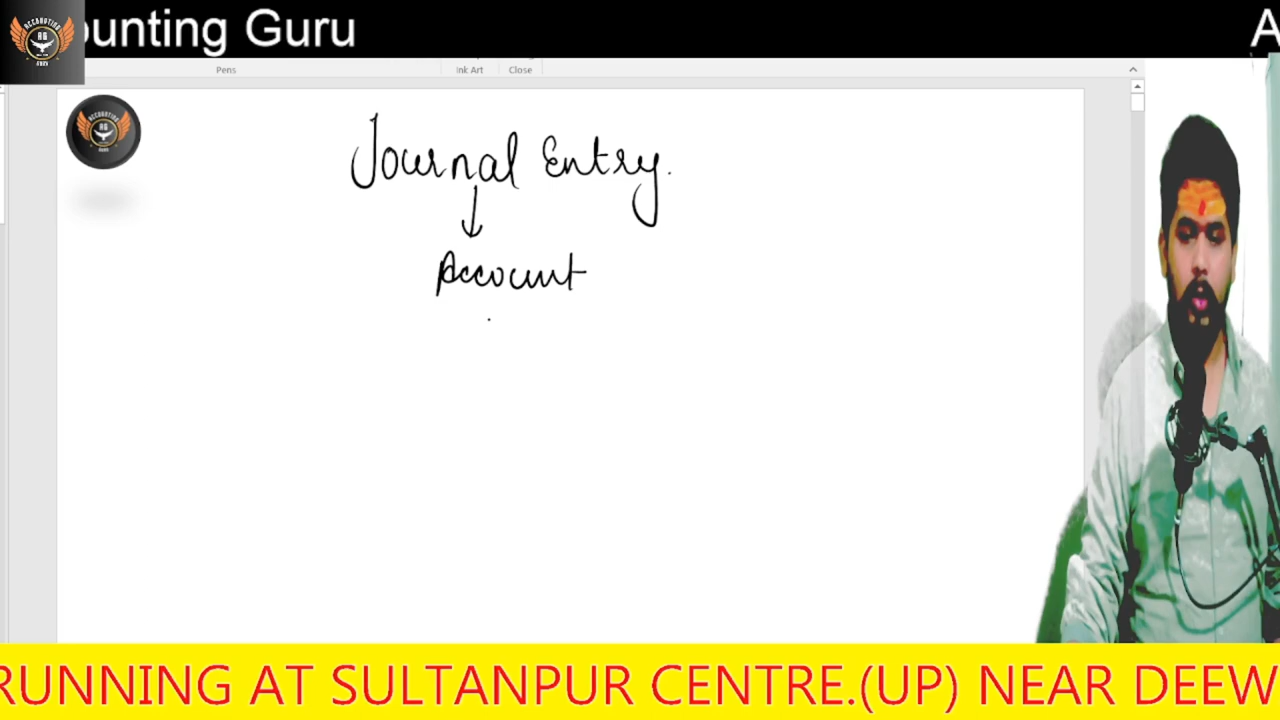 ounting Guru A
Pens Ink Art Close
Journal Entry.
Account
RUNNING AT SULTANPUR CENTRE.(UP) NEAR DEEW